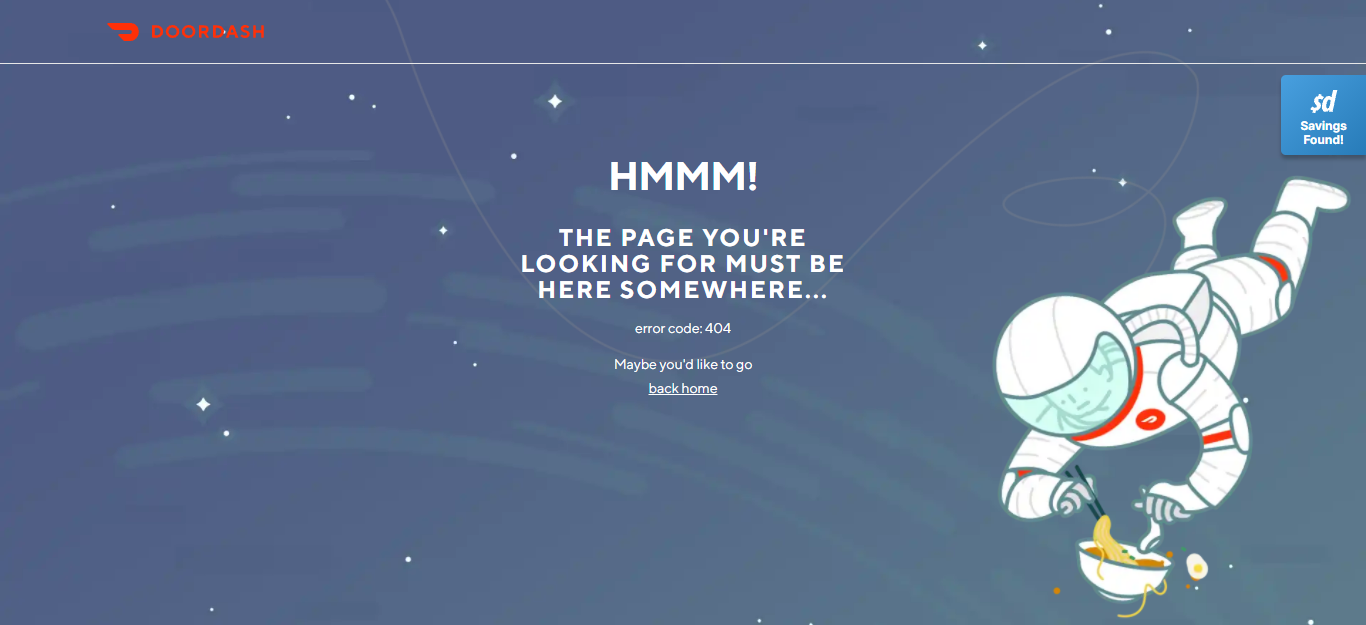 DOORDASH
$d
Savings
Found!
HMMM!
THE PAGE YOU'RE
LOOKING FOR MUST BE
HERE SOMEWHERE...
error code: 404
Maybe you'd like to go
back home